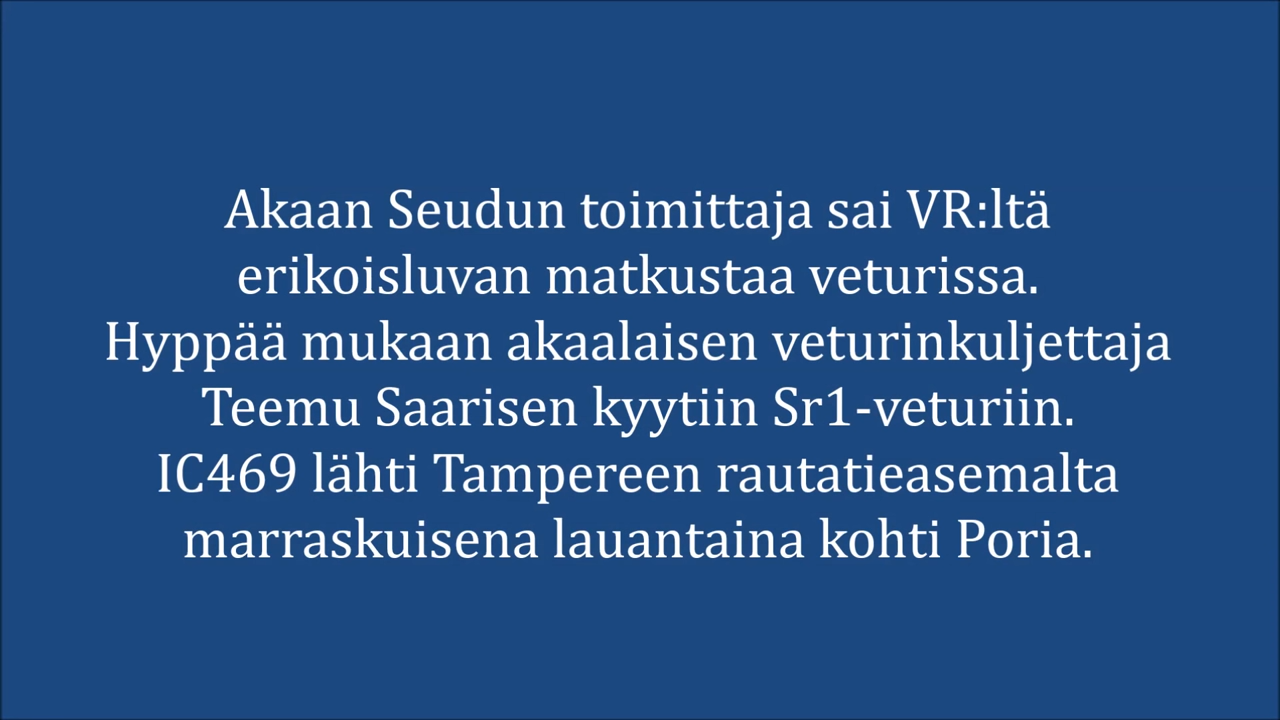 Akaan Seudun toimittaja sai VR:ltä
erikoisluvan matkustaa veturissa.
Hyppää mukaan akaalaisen veturinkuljettaja
Teemu Saarisen kyytiin Sr1-veturiin.
IC469 lähti Tampereen rautatieasemalta
marraskuisena lauantaina kohti Poria.